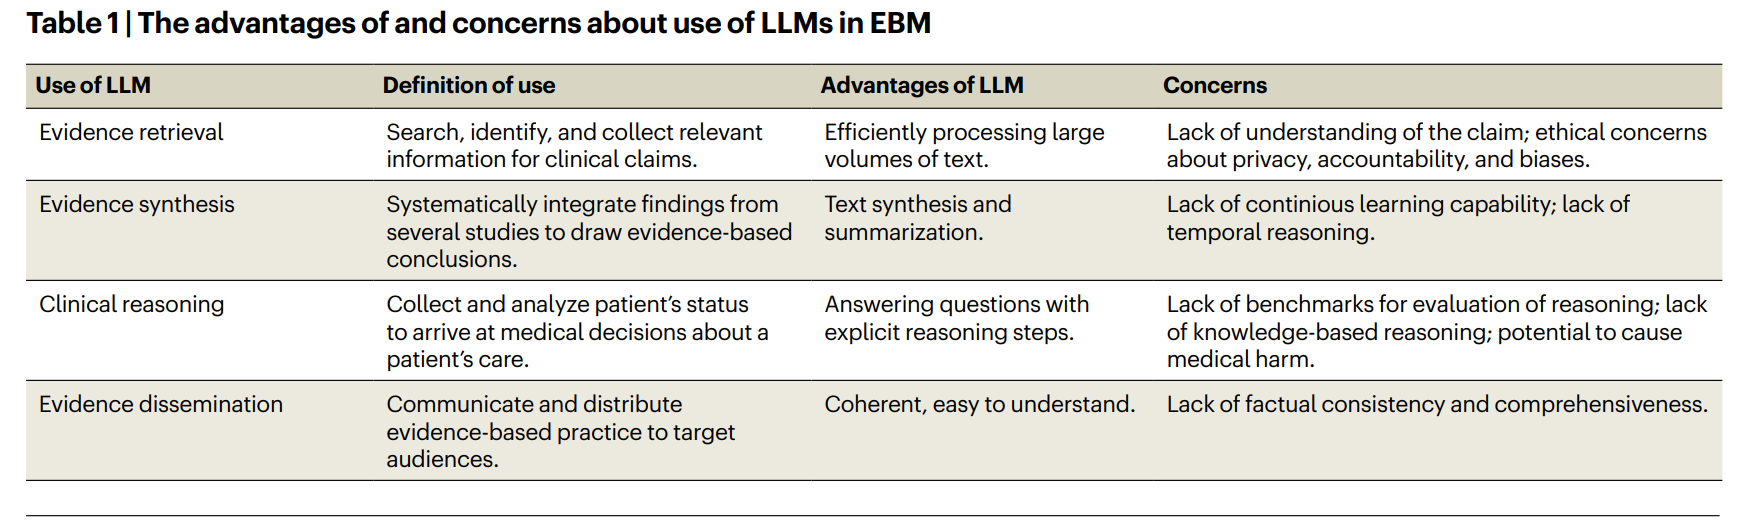 Table 1 | The advantages of and concerns about use of LLMs in EBM
Use of LLM Definition of use Advantages of LLM Concerns
Evidence retrieval Search, identify, and collect relevant Efficiently processing large Lack of understanding of the claim; ethical concerns
information for clinical claims. volumes of text. about privacy, accountability, and biases.
Evidence synthesis Systematically integrate findings from Text synthesis and Lack of continious learning capability; lack of
several studies to draw evidence-based summarization. temporal reasoning.
conclusions.
Clinical reasoning Collect and analyze patient’s status Answering questions with Lack of benchmarks for evaluation of reasoning; lack
to arrive at medical decisions about a explicit reasoning steps. of knowledge-based reasoning; potential to cause
patient’s care. medical harm.
Evidence dissemination Communicate and distribute Coherent, easy to understand. Lack of factual consistency and comprehensiveness.
evidence-based practice to target
audiences.